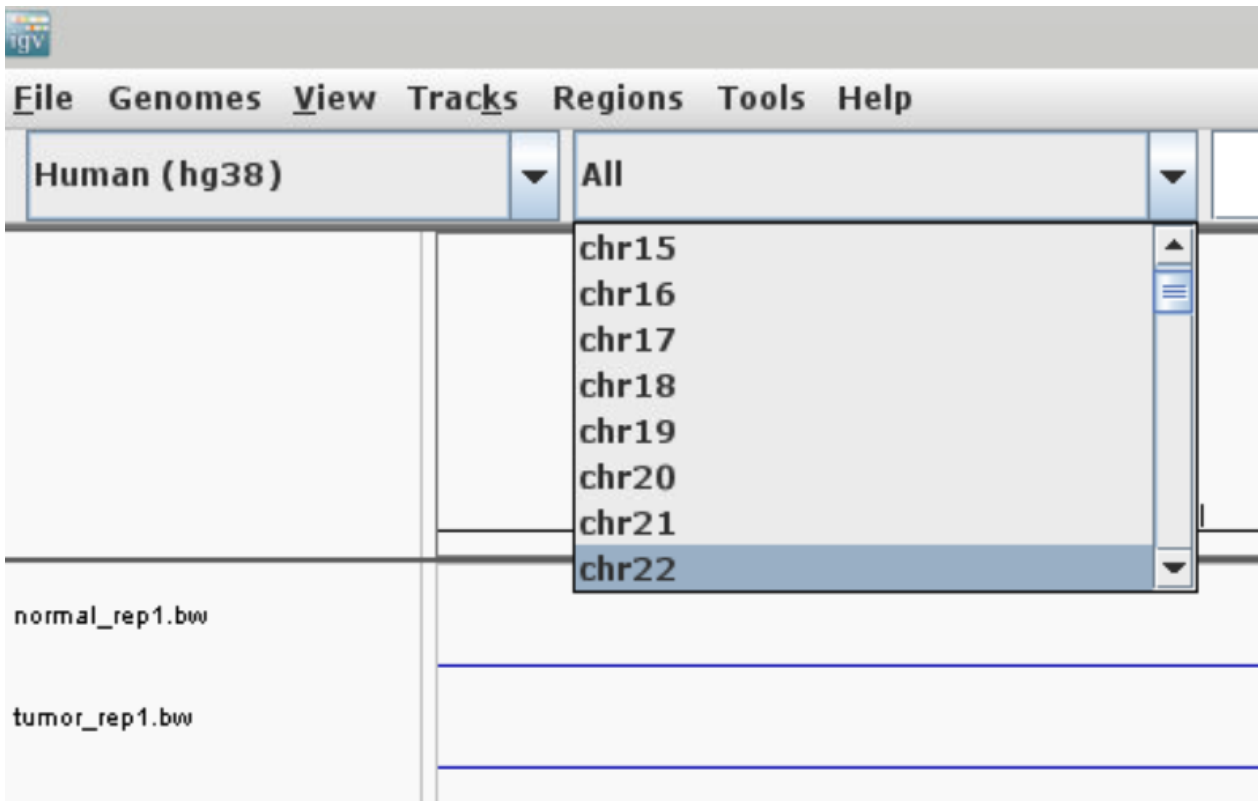 igv
File Genomes View Tracks Regions Tools Help
Human (hg38) All
chr15
chr16
chr17
chr18
chr19
chr20
chr21
chr22
normal_rep1.bw
tumor_rep1.bw